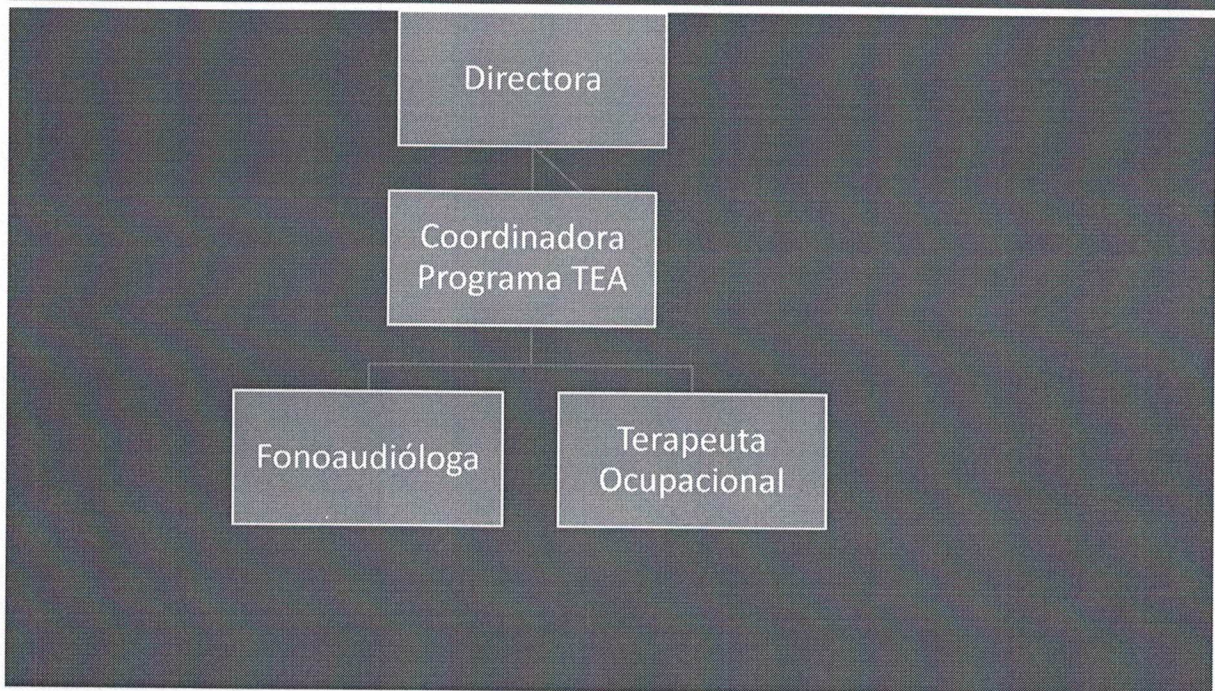 Directora
Coordinadora
Programa TEA
Fonoaudióloga
Terapeuta
Ocupacional